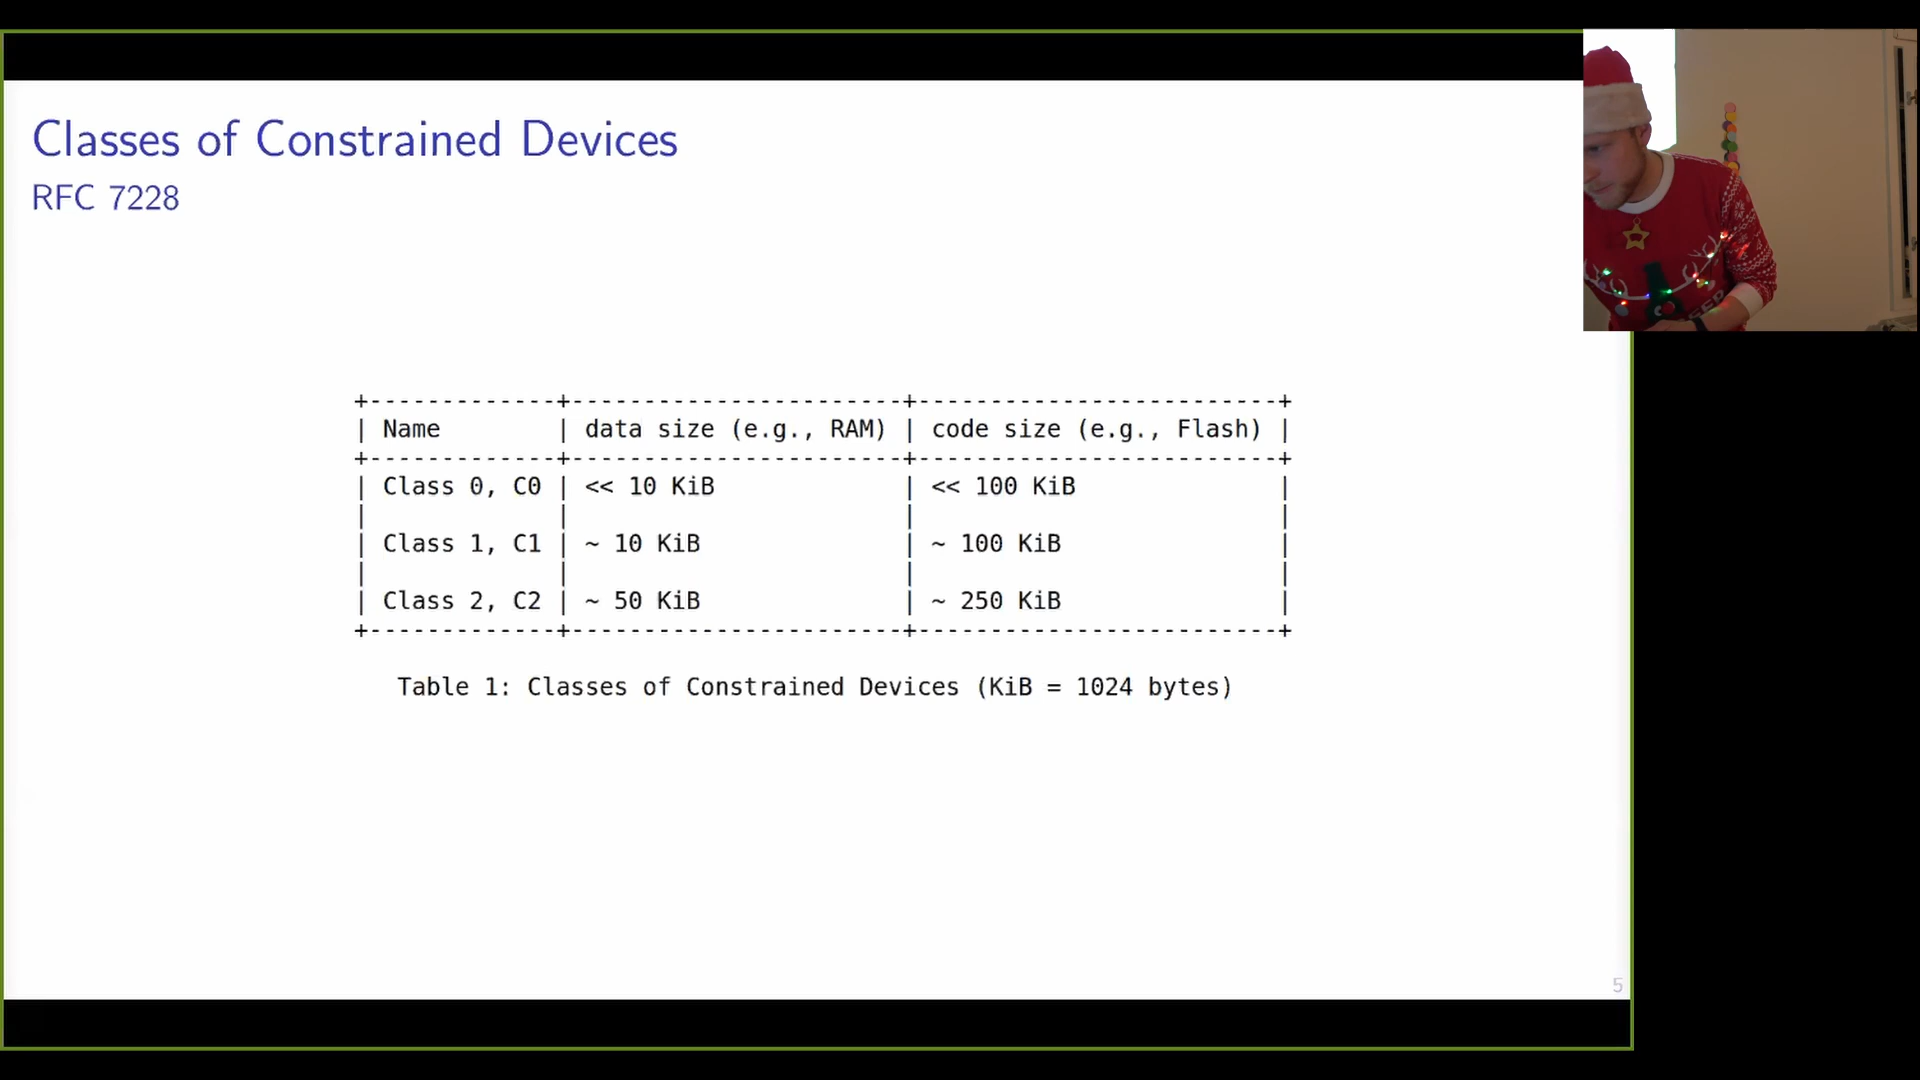 Classes of Constrained Devices
RFC 7228
+-------------+-----------------------+-------------------------+
| Name        | data size (e.g., RAM) | code size (e.g., Flash) |
+-------------+-----------------------+-------------------------+
| Class 0, C0 | << 10 KiB             | << 100 KiB              |
|             |                       |                         |
| Class 1, C1 | ~ 10 KiB              | ~ 100 KiB               |
|             |                       |                         |
| Class 2, C2 | ~ 50 KiB              | ~ 250 KiB               |
+-------------+-----------------------+-------------------------+
Table 1: Classes of Constrained Devices (KiB = 1024 bytes)
5